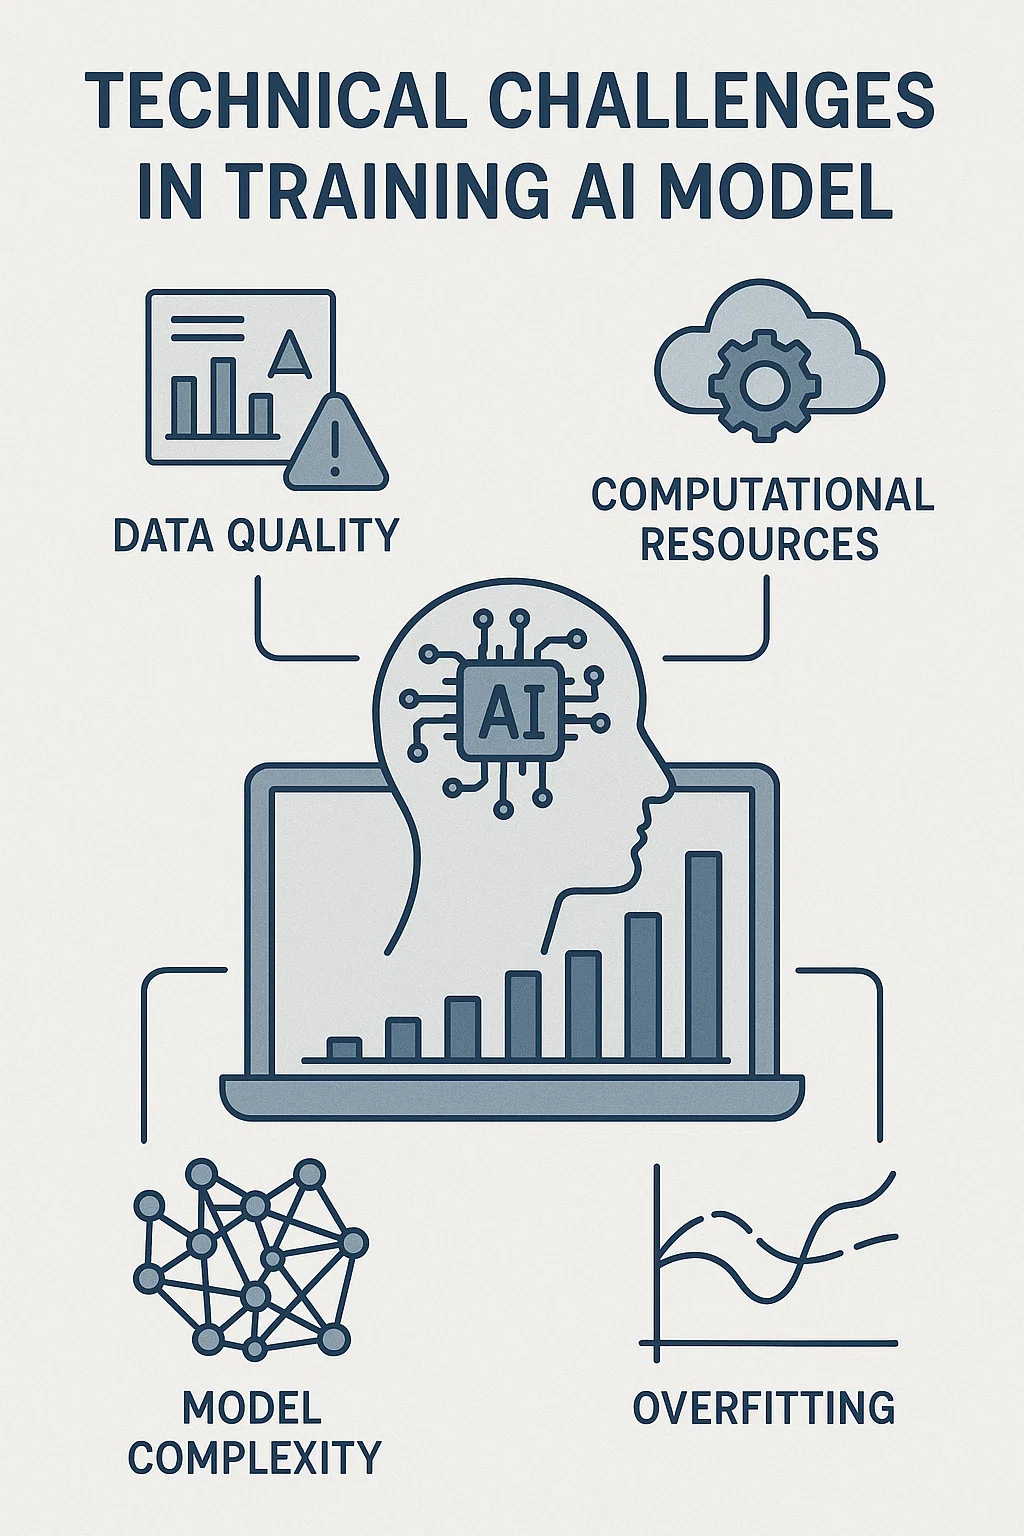 TECHNICAL CHALLENGES
IN TRAINING AI MODEL
DATA QUALITY
COMPUTATIONAL
RESOURCES
AI
MODEL
COMPLEXITY
OVERFITTING